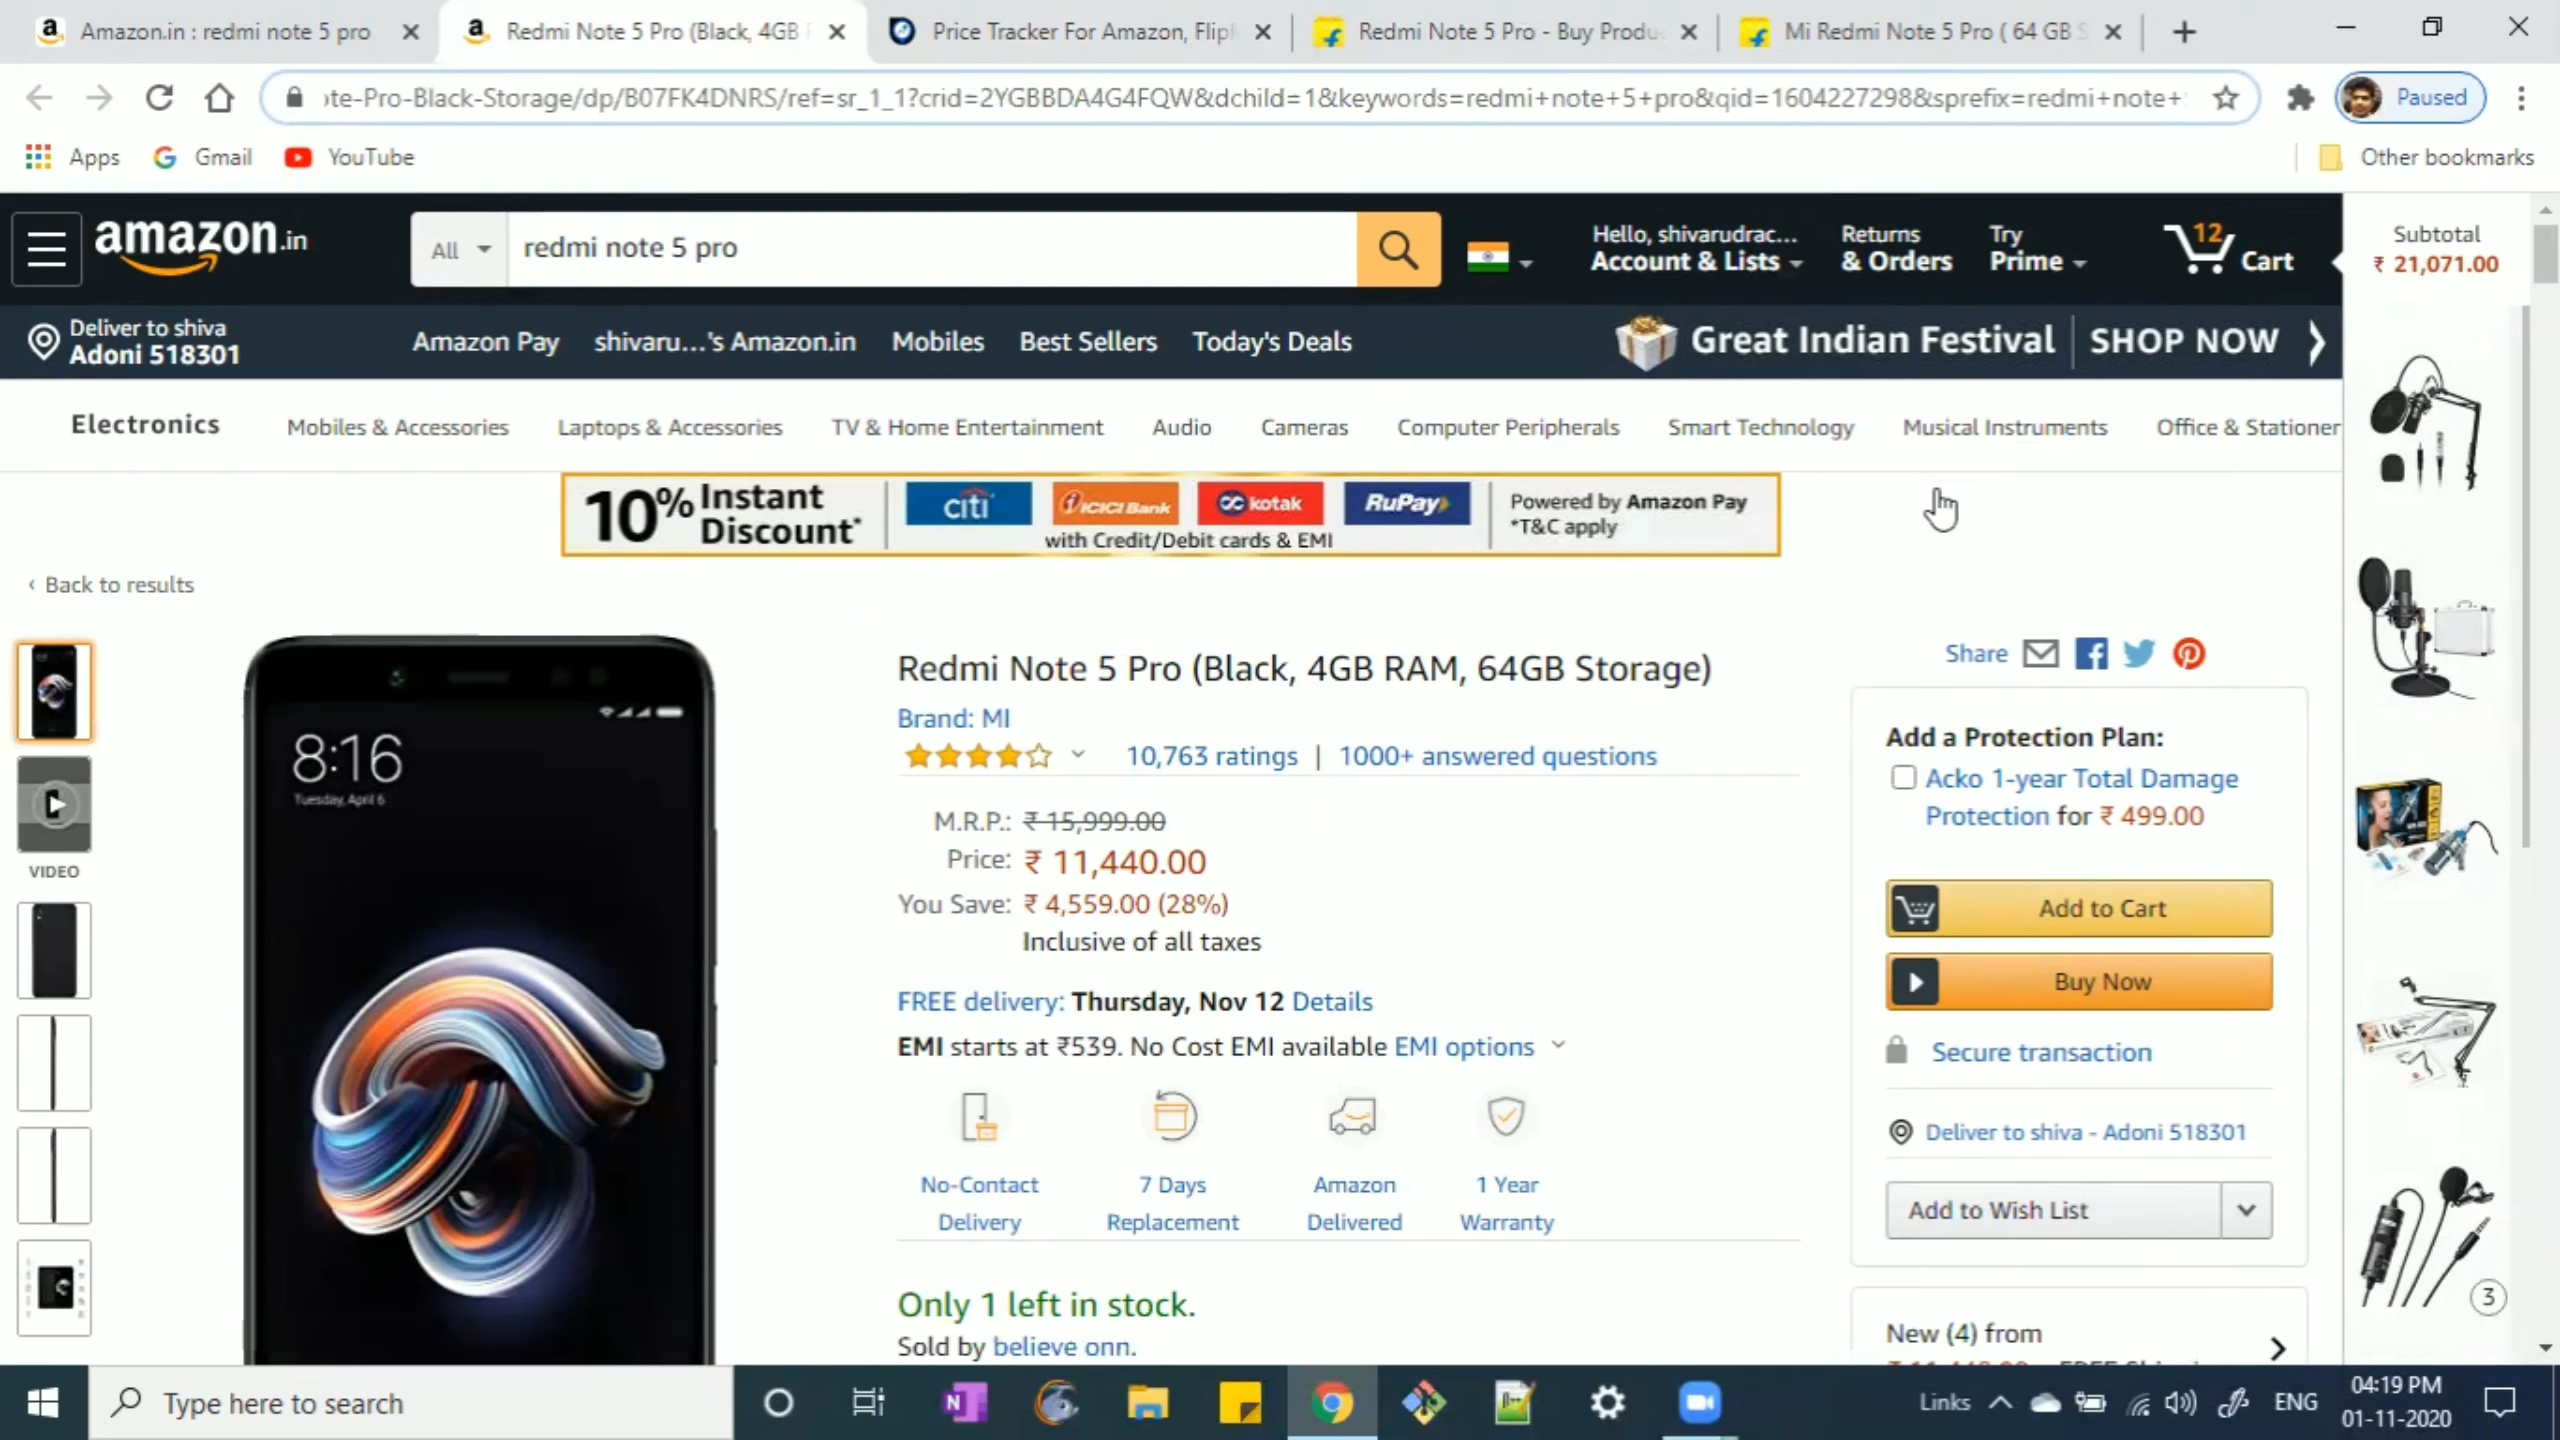 Amazon.in : redmi note 5 pro
Redmi Note 5 Pro (Black, 4GB
Price Tracker For Amazon, Flip
Redmi Note 5 Pro - Buy Produ
Mi Redmi Note 5 Pro ( 64 GB S
te-Pro-Black-Storage/dp/B07FK4DNRS/ref=sr_1_1?crid=2YGBBDA4G4FQW&dchild=1&keywords=redmi+note+5+pro&qid=1604227298&sprefix=redmi+note+
Paused
Apps
Gmail
YouTube
Other bookmarks
amazon.in
All
redmi note 5 pro
Hello, shivarudrac...
Account & Lists
Returns
& Orders
Try
Prime
12
Cart
Subtotal
₹ 21,071.00
Deliver to shiva
Adoni 518301
Amazon Pay
shivaru...'s Amazon.in
Mobiles
Best Sellers
Today's Deals
Great Indian Festival
SHOP NOW
Electronics
Mobiles & Accessories
Laptops & Accessories
TV & Home Entertainment
Audio
Cameras
Computer Peripherals
Smart Technology
Musical Instruments
Office & Stationer
10% Instant
Discount*
citi
ICICI Bank
kotak
RuPay
with Credit/Debit cards & EMI
Powered by Amazon Pay
*T&C apply
‹ Back to results
VIDEO
8:16
Tuesday, April 6
Redmi Note 5 Pro (Black, 4GB RAM, 64GB Storage)
Brand: MI
10,763 ratings | 1000+ answered questions
M.R.P.: ₹ 15,999.00
Price: ₹ 11,440.00
You Save: ₹ 4,559.00 (28%)
Inclusive of all taxes
FREE delivery: Thursday, Nov 12 Details
EMI starts at ₹539. No Cost EMI available EMI options
No-Contact
Delivery
7 Days
Replacement
Amazon
Delivered
1 Year
Warranty
Only 1 left in stock.
Sold by believe onn.
Share
Add a Protection Plan:
Acko 1-year Total Damage
Protection for ₹ 499.00
Add to Cart
Buy Now
Secure transaction
Deliver to shiva - Adoni 518301
Add to Wish List
New (4) from
3
Type here to search
Links
ENG
04:19 PM
01-11-2020